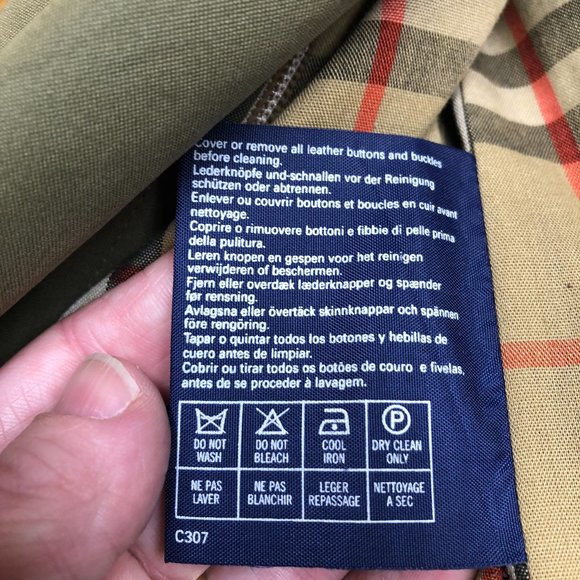 Cover or remove all leather buttons and buckles
before cleaning.
Lederknöpfe und-schnallen vor der Reinigung
schützen oder abtrennen.
Enlever ou couvrir boutons et boucles en cuir avant
nettoyage.
Coprire o rimuovere bottoni e fibbie di pelle prima
della pulitura.
Leren knopen en gespen voor het reinigen
verwijderen of beschermen.
Fjern eller overdæk læderknapper og spænder
før rensning.
Avlagsna eller övertäck skinnknappar och spännen
före rengöring.
Tapar o quintar todos los botones y hebillas de
cuero antes de limpiar.
Cobrir ou tirar todos os botões de couro e fivelas,
antes de se proceder à lavagem.
P
DO NOT WASH
DO NOT BLEACH
COOL IRON
DRY CLEAN ONLY
NE PAS LAVER
NE PAS BLANCHIR
LEGER REPASSAGE
NETTOYAGE A SEC
C307